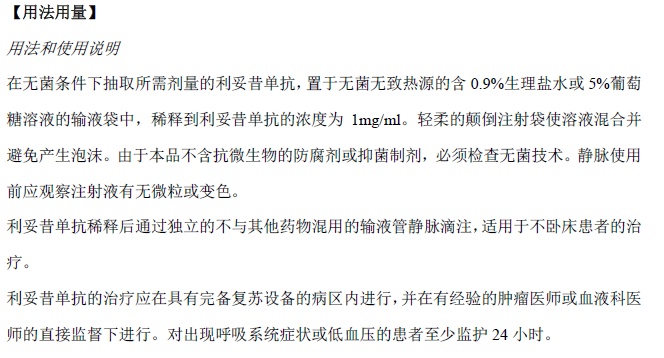 【用法用量】
用法和使用说明
在无菌条件下抽取所需剂量的利妥昔单抗，置于无菌无致热源的含 0.9%生理盐水或 5%葡萄
糖溶液的输液袋中，稀释到利妥昔单抗的浓度为 1mg/ml。轻柔的颠倒注射袋使溶液混合并
避免产生泡沫。由于本品不含抗微生物的防腐剂或抑菌制剂，必须检查无菌技术。静脉使用
前应观察注射液有无微粒或变色。
利妥昔单抗稀释后通过独立的不与其他药物混用的输液管静脉滴注，适用于不卧床患者的治
疗。
利妥昔单抗的治疗应在具有完备复苏设备的病区内进行，并在有经验的肿瘤医师或血液科医
师的直接监督下进行。对出现呼吸系统症状或低血压的患者至少监护 24 小时。